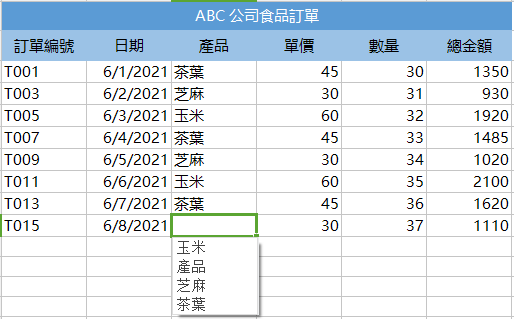 ABC 公司食品訂單
訂單編號 日期 產品 單價 數量 總金額
T001 6/1/2021 茶葉 45 30 1350
T003 6/2/2021 芝麻 30 31 930
T005 6/3/2021 玉米 60 32 1920
T007 6/4/2021 茶葉 45 33 1485
T009 6/5/2021 芝麻 30 34 1020
T011 6/6/2021 玉米 60 35 2100
T013 6/7/2021 茶葉 45 36 1620
T015 6/8/2021 30 37 1110
玉米
產品
芝麻
茶葉